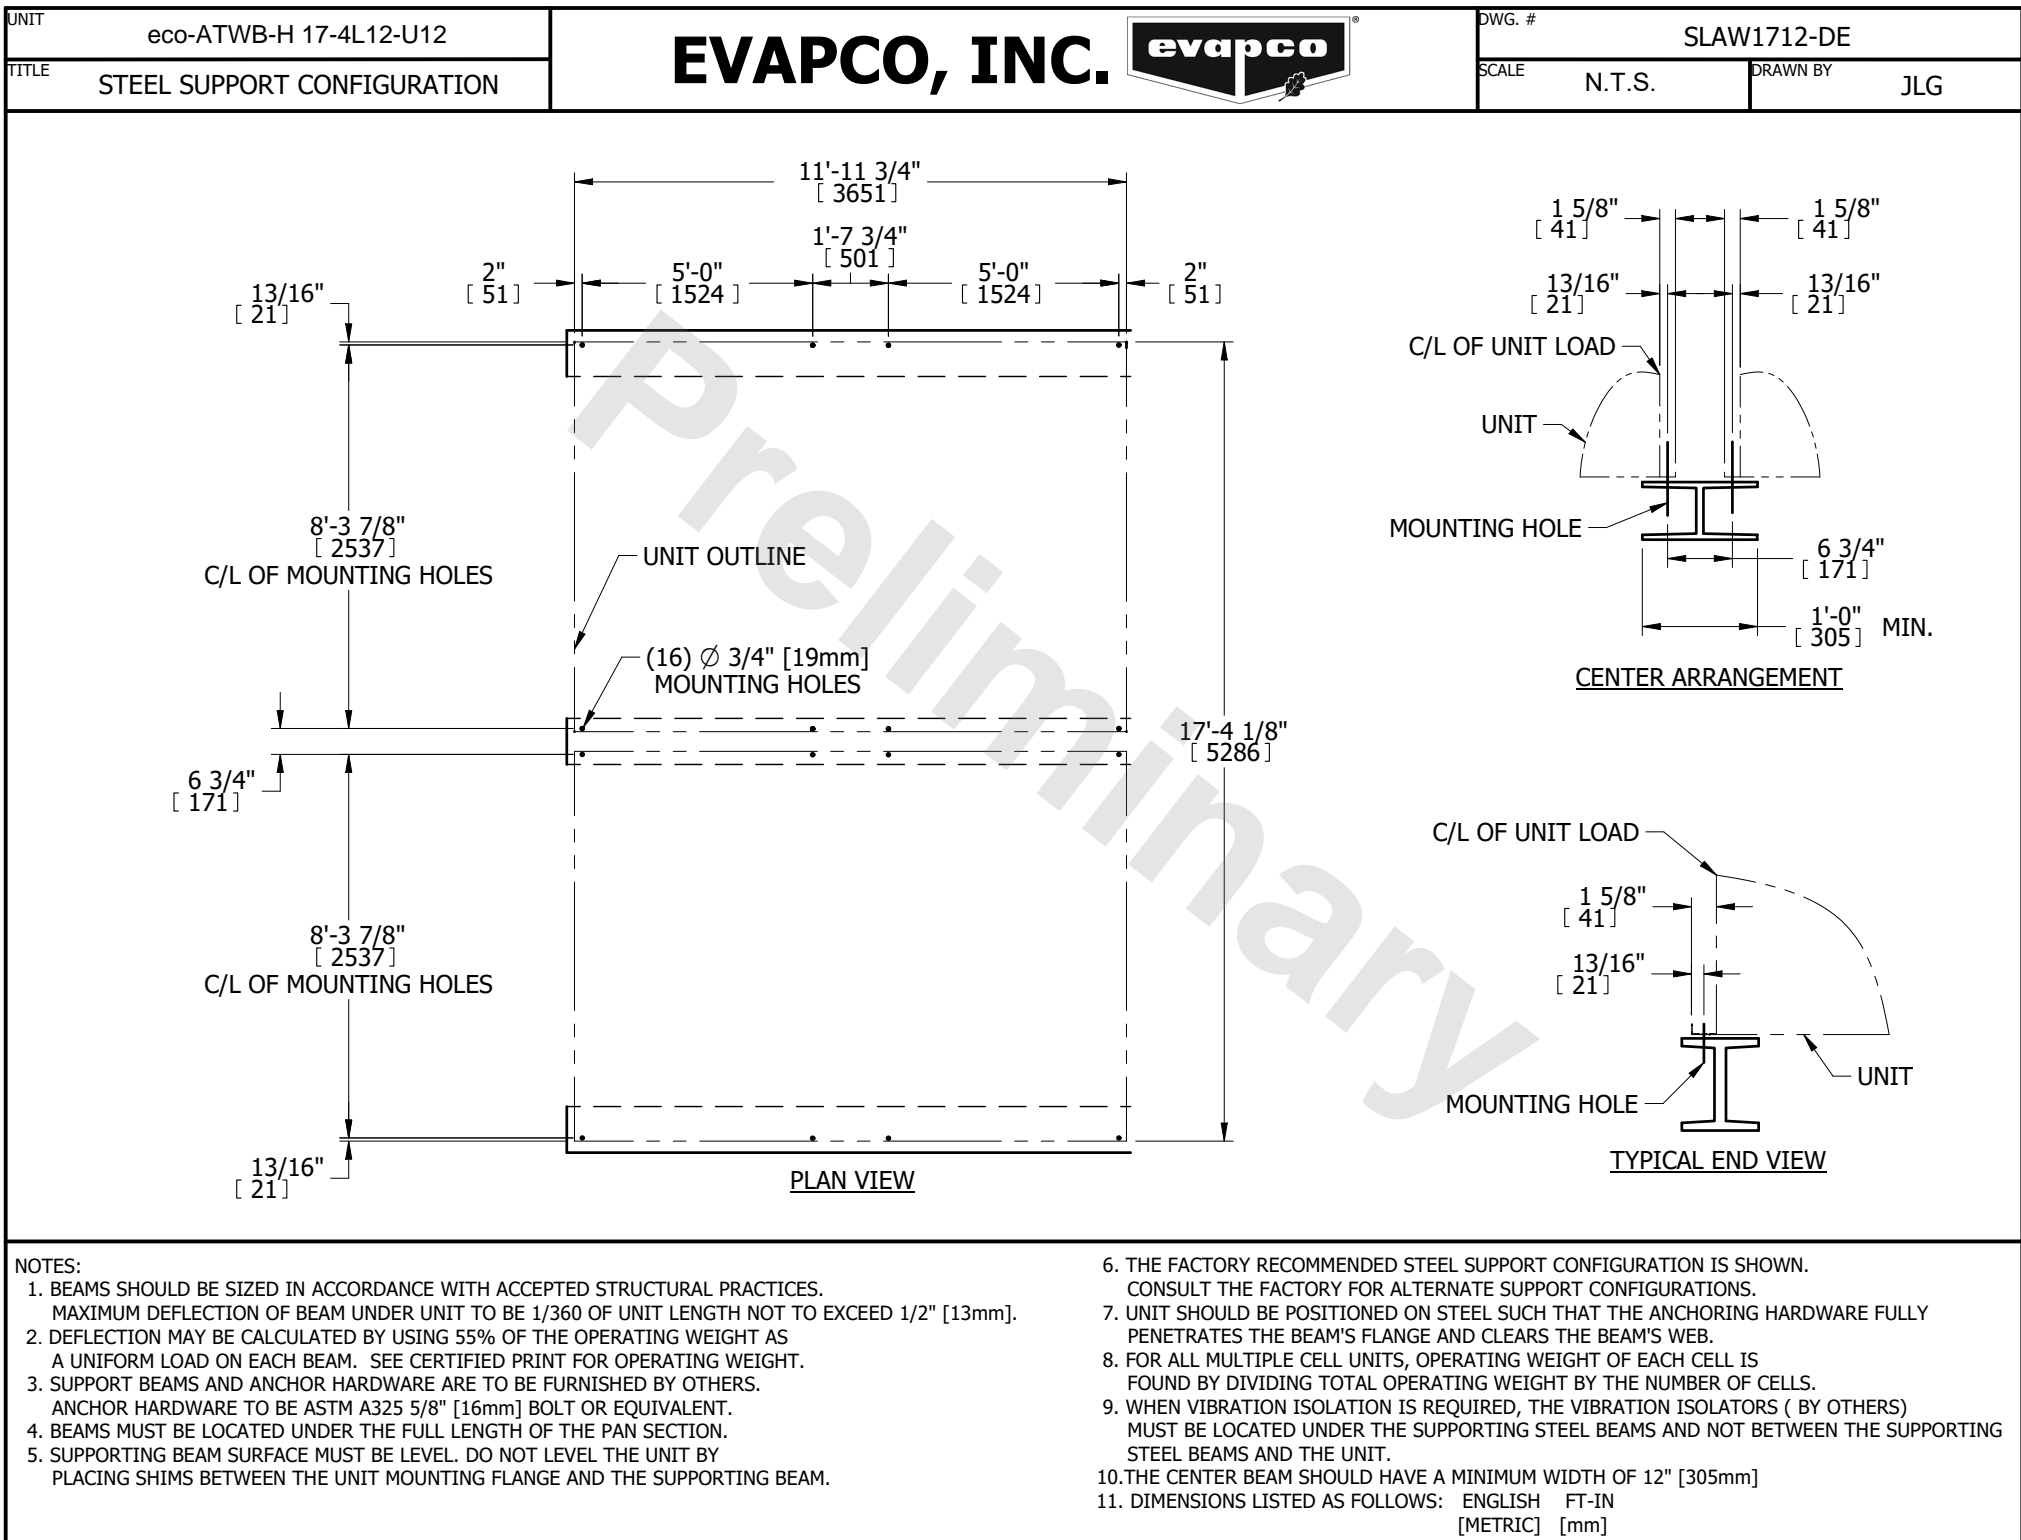 UNIT
eco-ATWB-H 17-4L12-U12
TITLE
STEEL SUPPORT CONFIGURATION
EVAPCO, INC.
evapco
®
DWG. #
SLAW1712-DE
SCALE
N.T.S.
DRAWN BY
JLG
11'-11 3/4"
[ 3651]
1'-7 3/4"
[ 501 ]
2"
[ 51]
5'-0"
[ 1524 ]
5'-0"
[ 1524]
2"
[ 51]
13/16"
[ 21]
8'-3 7/8"
[ 2537]
C/L OF MOUNTING HOLES
UNIT OUTLINE
(16) Ø 3/4" [19mm]
MOUNTING HOLES
6 3/4"
[ 171]
17'-4 1/8"
[ 5286]
8'-3 7/8"
[ 2537]
C/L OF MOUNTING HOLES
13/16"
[ 21]
PLAN VIEW
Preliminary
1 5/8"
[ 41]
1 5/8"
[ 41]
13/16"
[ 21]
13/16"
[ 21]
C/L OF UNIT LOAD
UNIT
MOUNTING HOLE
6 3/4"
[ 171]
1'-0"
[ 305] MIN.
CENTER ARRANGEMENT
C/L OF UNIT LOAD
1 5/8"
[ 41]
13/16"
[ 21]
UNIT
MOUNTING HOLE
TYPICAL END VIEW
NOTES:
1. BEAMS SHOULD BE SIZED IN ACCORDANCE WITH ACCEPTED STRUCTURAL PRACTICES.
MAXIMUM DEFLECTION OF BEAM UNDER UNIT TO BE 1/360 OF UNIT LENGTH NOT TO EXCEED 1/2" [13mm].
2. DEFLECTION MAY BE CALCULATED BY USING 55% OF THE OPERATING WEIGHT AS
A UNIFORM LOAD ON EACH BEAM. SEE CERTIFIED PRINT FOR OPERATING WEIGHT.
3. SUPPORT BEAMS AND ANCHOR HARDWARE ARE TO BE FURNISHED BY OTHERS.
ANCHOR HARDWARE TO BE ASTM A325 5/8" [16mm] BOLT OR EQUIVALENT.
4. BEAMS MUST BE LOCATED UNDER THE FULL LENGTH OF THE PAN SECTION.
5. SUPPORTING BEAM SURFACE MUST BE LEVEL. DO NOT LEVEL THE UNIT BY
PLACING SHIMS BETWEEN THE UNIT MOUNTING FLANGE AND THE SUPPORTING BEAM.
6. THE FACTORY RECOMMENDED STEEL SUPPORT CONFIGURATION IS SHOWN.
CONSULT THE FACTORY FOR ALTERNATE SUPPORT CONFIGURATIONS.
7. UNIT SHOULD BE POSITIONED ON STEEL SUCH THAT THE ANCHORING HARDWARE FULLY
PENETRATES THE BEAM'S FLANGE AND CLEARS THE BEAM'S WEB.
8. FOR ALL MULTIPLE CELL UNITS, OPERATING WEIGHT OF EACH CELL IS
FOUND BY DIVIDING TOTAL OPERATING WEIGHT BY THE NUMBER OF CELLS.
9. WHEN VIBRATION ISOLATION IS REQUIRED, THE VIBRATION ISOLATORS ( BY OTHERS)
MUST BE LOCATED UNDER THE SUPPORTING STEEL BEAMS AND NOT BETWEEN THE SUPPORTING
STEEL BEAMS AND THE UNIT.
10.THE CENTER BEAM SHOULD HAVE A MINIMUM WIDTH OF 12" [305mm]
11. DIMENSIONS LISTED AS FOLLOWS: ENGLISH FT-IN
[METRIC] [mm]